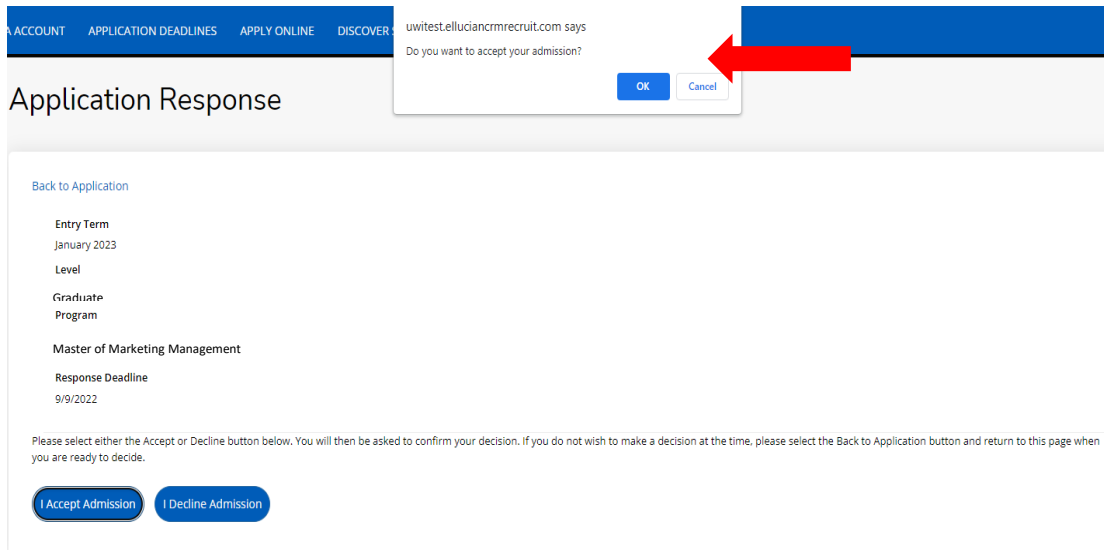 ACCOUNT APPLICATION DEADLINES APPLY ONLINE DISCOVER
uwitest.elluciancrmrecruit.com says
Do you want to accept your admission?
OK Cancel
Application Response
Back to Application
Entry Term
January 2023
Level
Graduate
Program
Master of Marketing Management
Response Deadline
9/9/2022
Please select either the Accept or Decline button below. You will then be asked to confirm your decision. If you do not wish to make a decision at the time, please select the Back to Application button and return to this page when
you are ready to decide.
I Accept Admission I Decline Admission